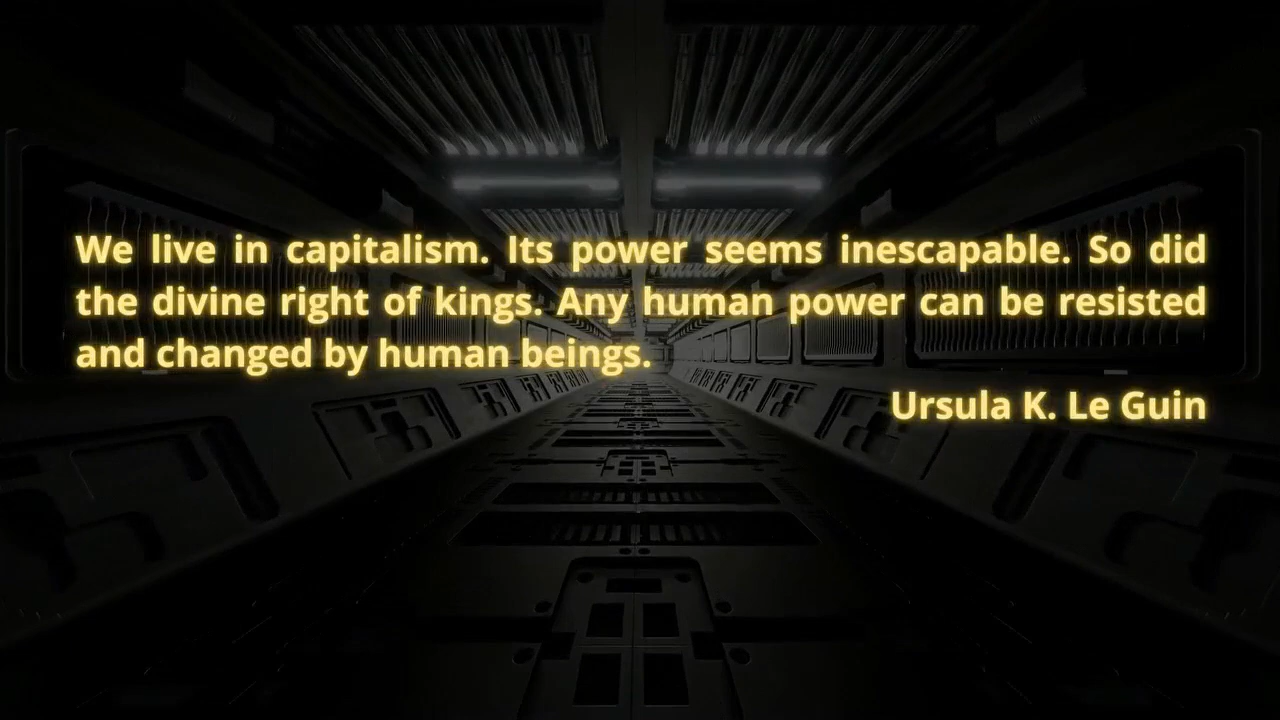 We live in capitalism. Its power seems inescapable. So did
the divine right of kings. Any human power can be resisted
and changed by human beings.
Ursula K. Le Guin